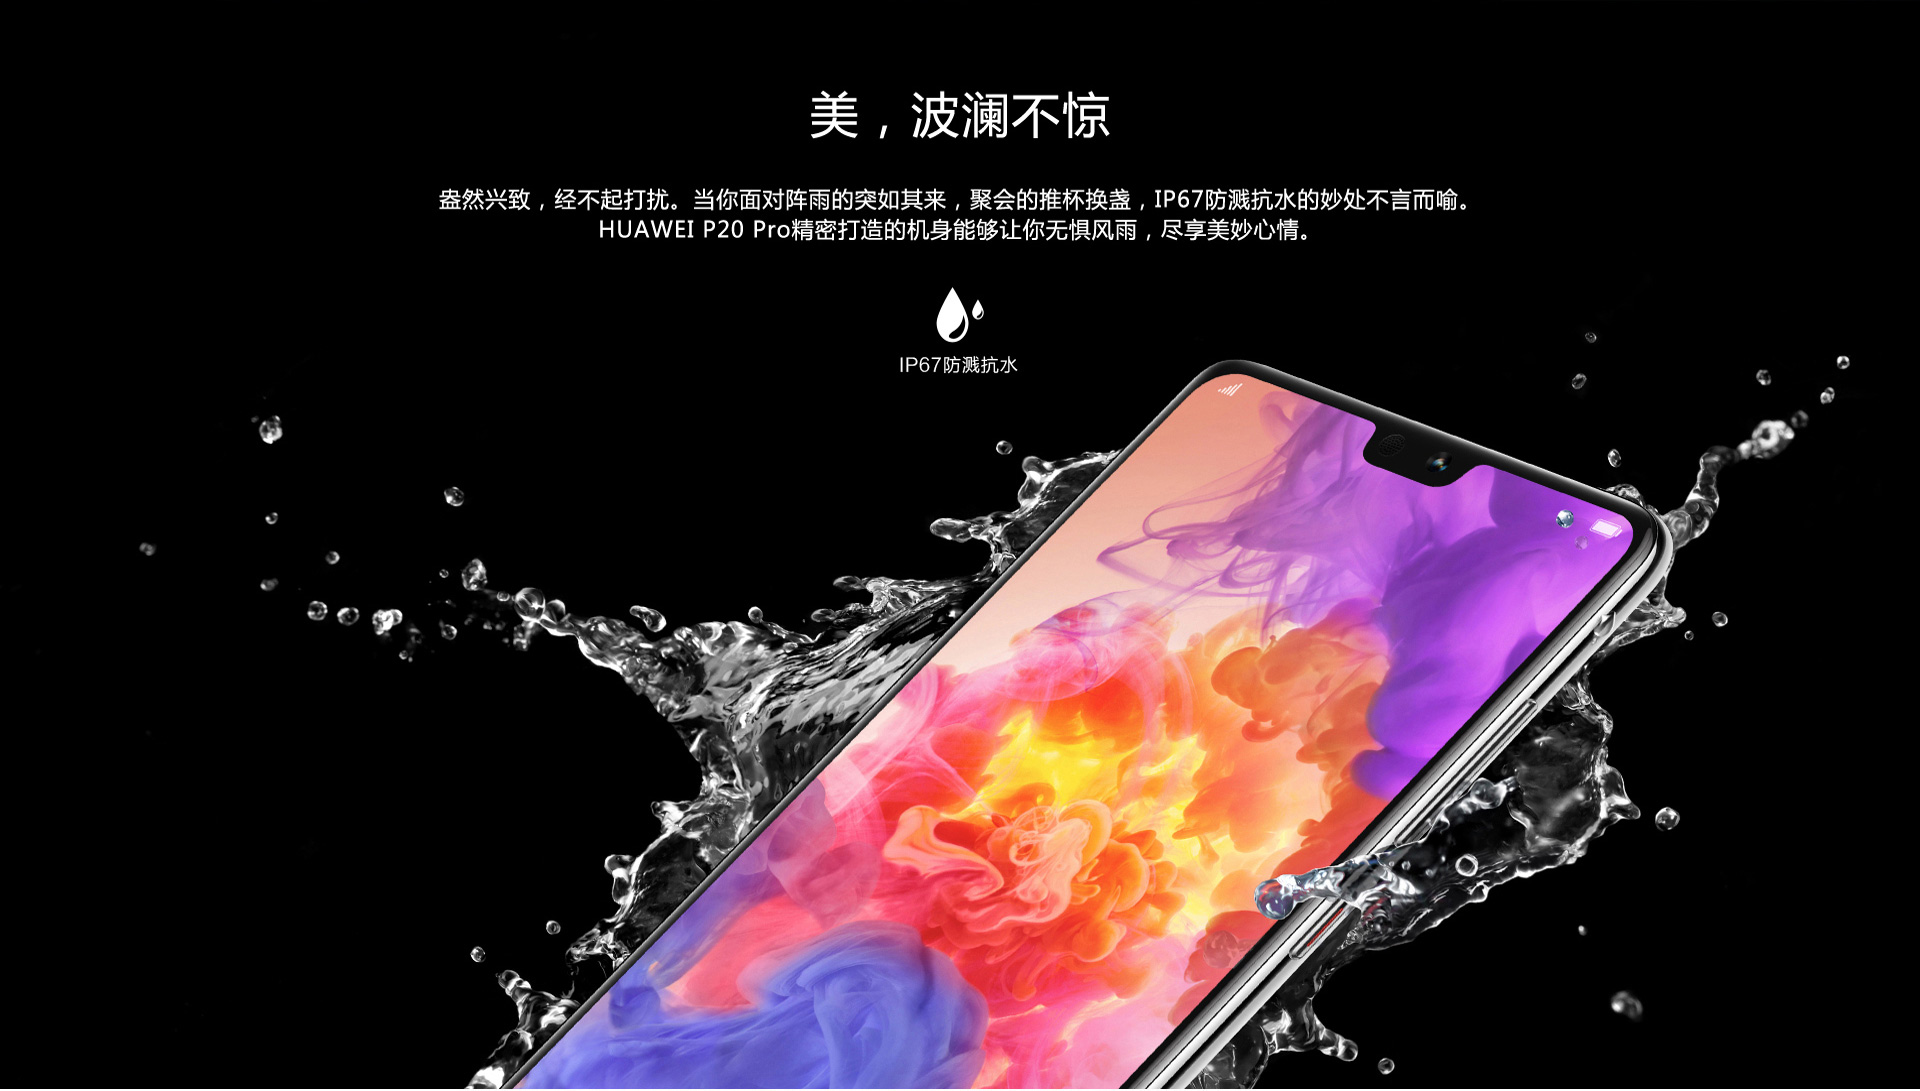 美，波澜不惊
盎然兴致，经不起打扰。当你面对阵雨的突如其来，聚会的推杯换盏，IP67防溅抗水的妙处不言而喻。
HUAWEI P20 Pro精密打造的机身能够让你无惧风雨，尽享美妙心情。
IP67防溅抗水